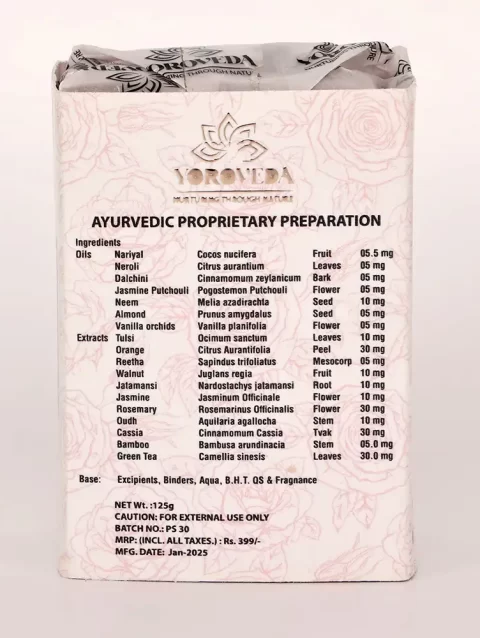 YOROVEDA
THROUGH NATU
YOROVEDA
NURTURING THROUGH NATURE
AYURVEDIC PROPRIETARY PREPARATION
Ingredients
Oils Nariyal Cocos nucifera Fruit 05.5 mg
Neroli Citrus aurantium Leaves 05 mg
Dalchini Cinnamomum zeylanicum Bark 05 mg
Jasmine Putchouli Pogostemon Putchouli Flower 05 mg
Neem Melia azadirachta Seed 10 mg
Almond Prunus amygdalus Seed 05 mg
Vanilla orchids Vanilla planifolia Flower 05 mg
Extracts Tulsi Ocimum sanctum Leaves 10 mg
Orange Citrus Aurantifolia Peel 30 mg
Reetha Sapindus trifoliatus Mesocorp 05 mg
Walnut Juglans regia Fruit 10 mg
Jatamansi Nardostachys jatamansi Root 10 mg
Jasmine Jasminum Officinale Flower 10 mg
Rosemary Rosemarinus Officinalis Flower 30 mg
Oudh Aquilaria agallocha Stem 10 mg
Cassia Cinnamomum Cassia Tvak 30 mg
Bamboo Bambusa arundinacia Stem 05.0 mg
Green Tea Camellia sinesis Leaves 30.0 mg
Base: Excipients, Binders, Aqua, B.H.T. QS & Fragnance
NET Wt. :125g
CAUTION: FOR EXTERNAL USE ONLY
BATCH NO.: PS 30
MRP: (INCL. ALL TAXES.) : Rs. 399/-
MFG. DATE: Jan-2025